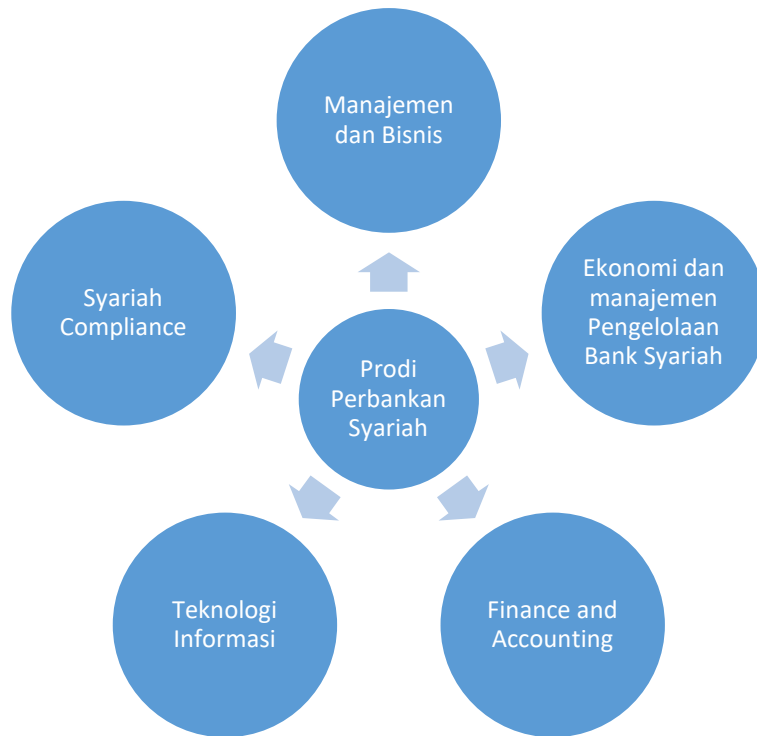 Manajemen
dan Bisnis
Ekonomi dan
manajemen
Pengelolaan
Bank Syariah
Finance and
Accounting
Teknologi
Informasi
Syariah
Compliance
Prodi
Perbankan
Syariah